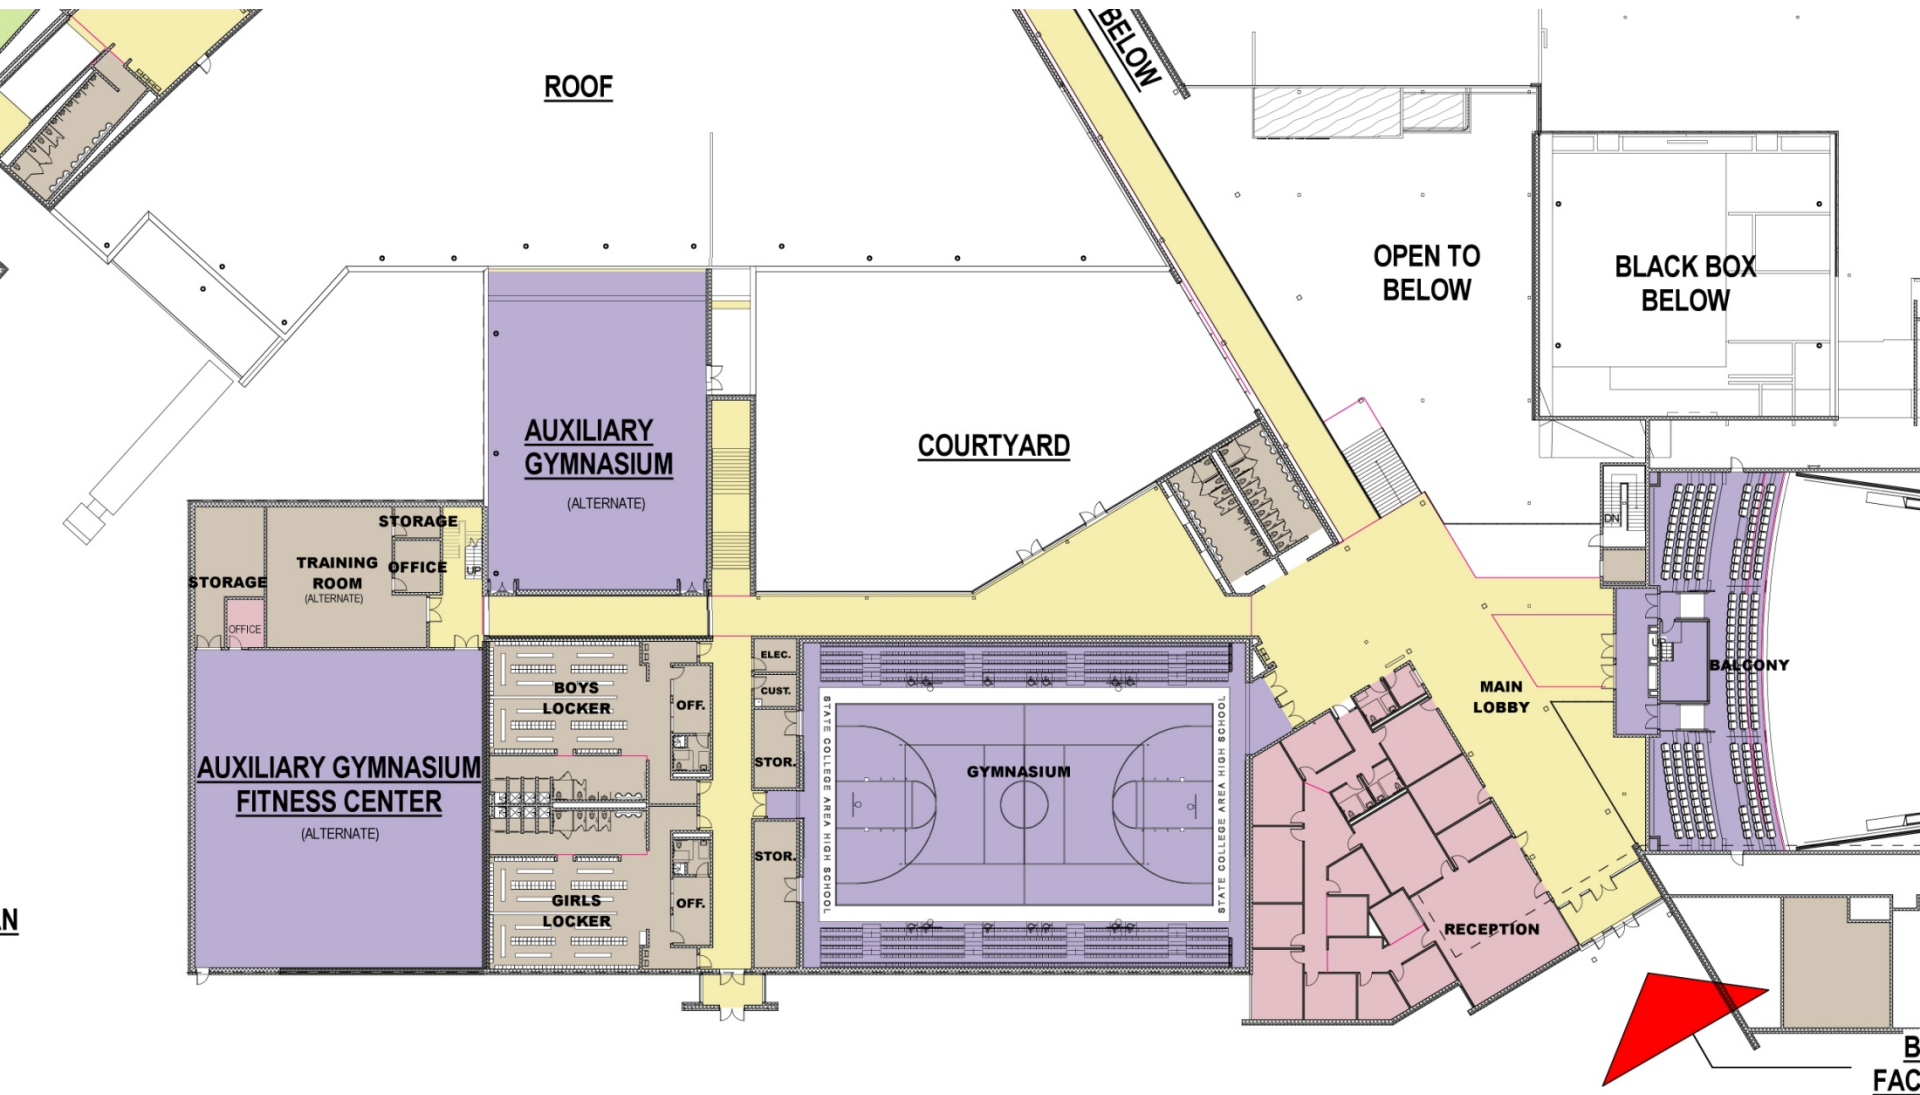 BELOW
ROOF
OPEN TO
BELOW
BLACK BOX
BELOW
AUXILIARY
GYMNASIUM
(ALTERNATE)
COURTYARD
STORAGE
TRAINING
ROOM
(ALTERNATE)
OFFICE
UP
STORAGE
OFFICE
DN
UP
BALCONY
MAIN
LOBBY
ELEC.
CUST.
BOYS
LOCKER
OFF.
STOR.
STATE COLLEGE AREA HIGH SCHOOL
GYMNASIUM
STATE COLLEGE AREA HIGH SCHOOL
AUXILIARY GYMNASIUM
FITNESS CENTER
(ALTERNATE)
STOR.
GIRLS
LOCKER
OFF.
RECEPTION
AN
B
FAC